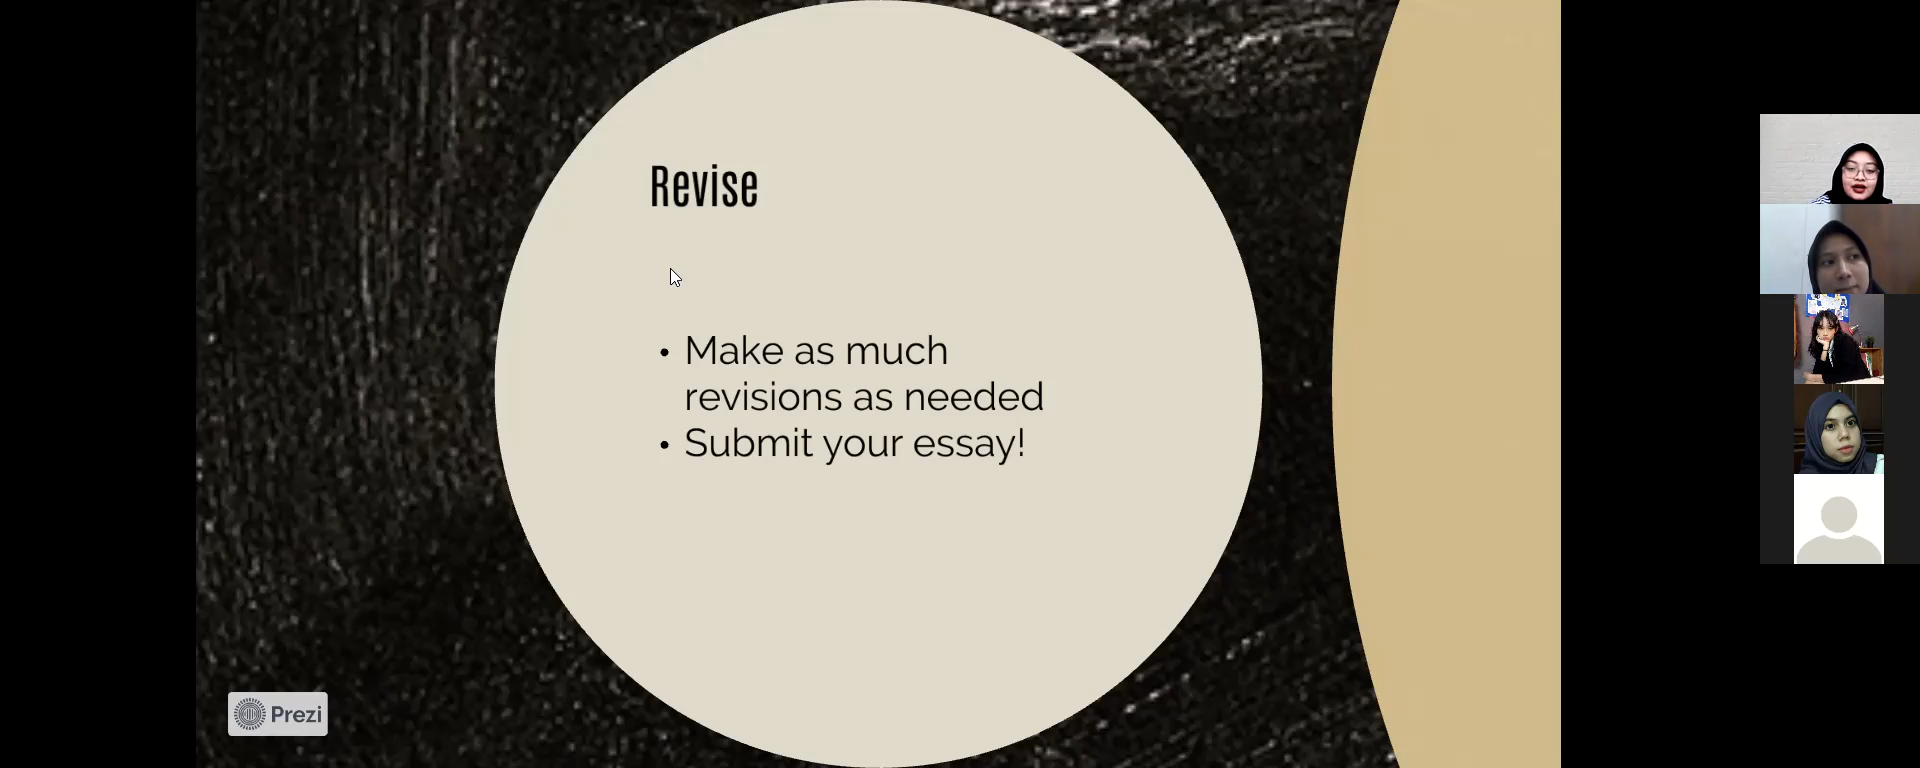 Revise
• Make as much
revisions as needed
• Submit your essay!
Prezi